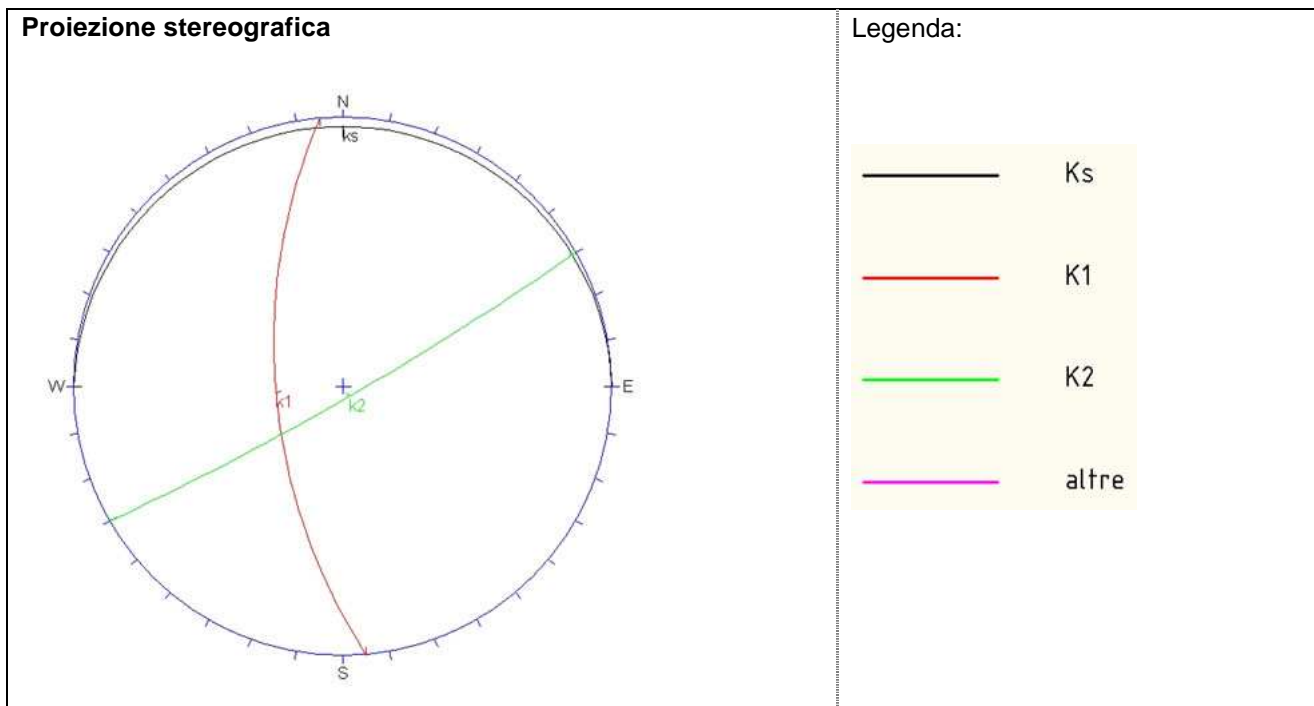 Proiezione stereografica
Legenda:
N
ks
W
E
k1
k2
S
Ks
K1
K2
altre